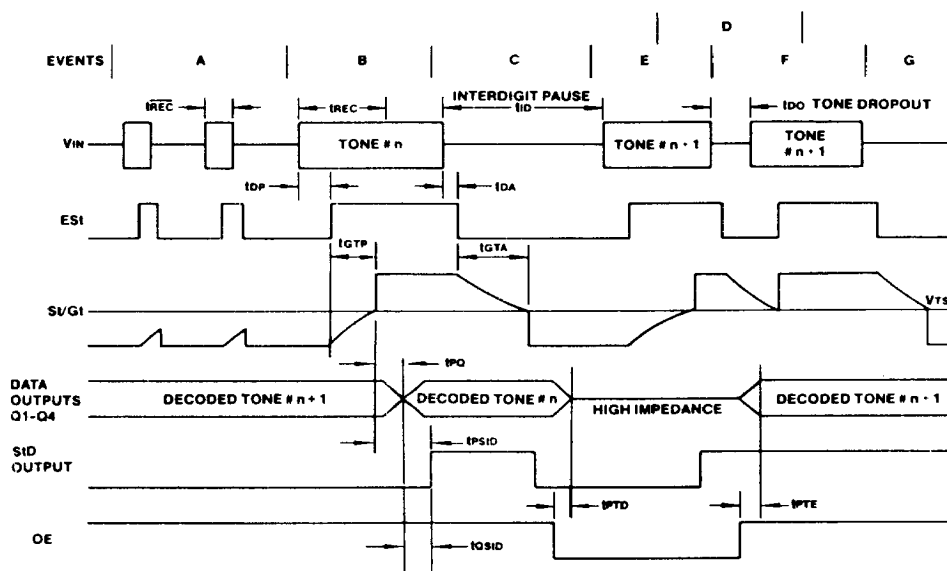 D
EVENTS A B C E F G
INTERDIGIT PAUSE
tREC tREC tID tDO TONE DROPOUT
VIN TONE # n TONE # n + 1 TONE
# n + 1
tDP tDA
ESt
tGTP tGTA
St/Gt VTSt
tPQ
DATA
OUTPUTS
Q1-Q4
DECODED TONE # n + 1 DECODED TONE # n HIGH IMPEDANCE DECODED TONE # n + 1
tPStD
StD
OUTPUT
tPTD tPTE
OE
tQStD